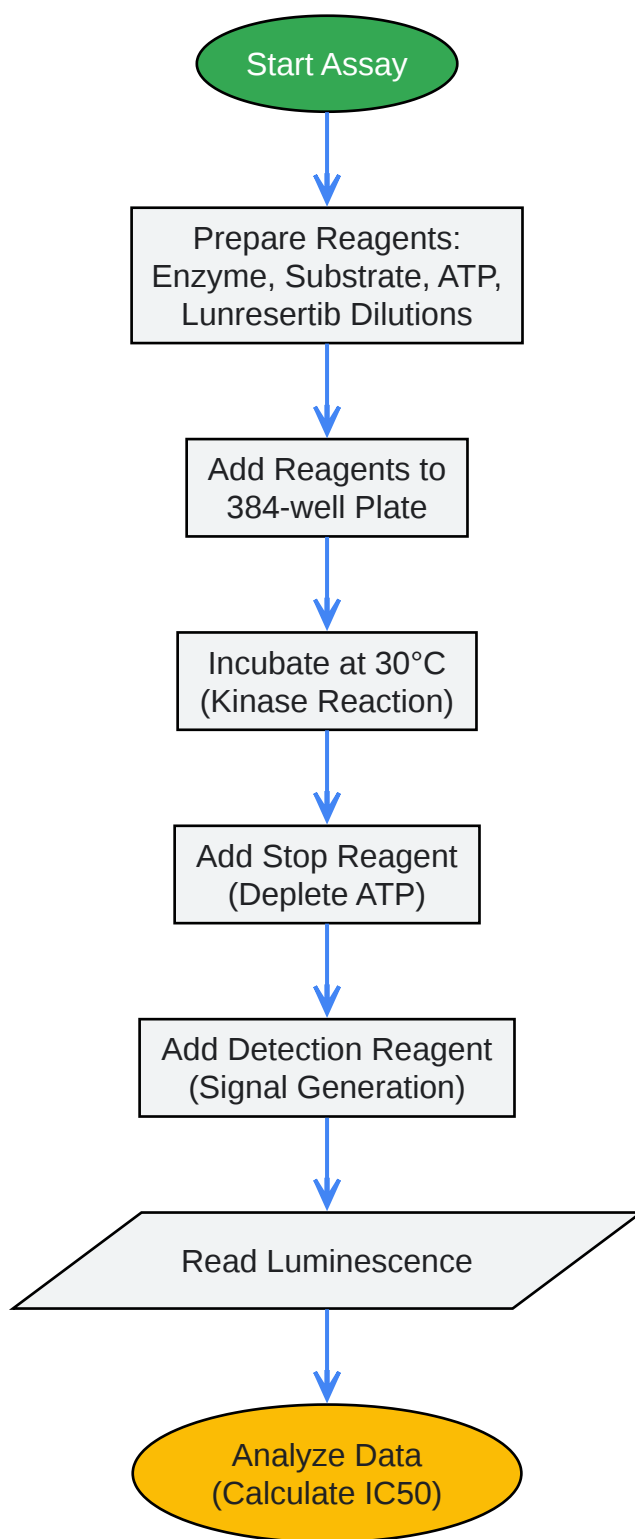 Start Assay
Prepare Reagents:
Enzyme, Substrate, ATP,
Lunresertib Dilutions
Add Reagents to
384-well Plate
Incubate at 30°C
(Kinase Reaction)
Add Stop Reagent
(Deplete ATP)
Add Detection Reagent
(Signal Generation)
Read Luminescence
Analyze Data
(Calculate IC50)